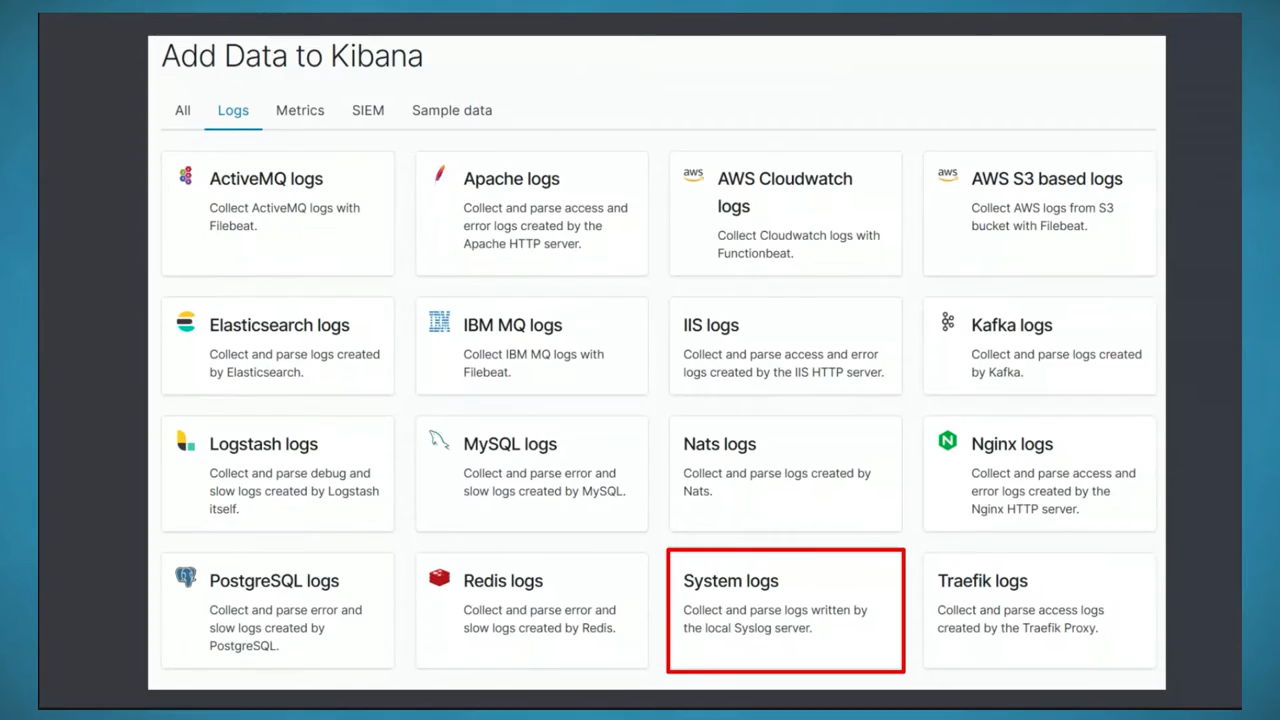 Add Data to Kibana
All
Logs
Metrics
SIEM
Sample data
ActiveMQ logs
Collect ActiveMQ logs with
Filebeat.
Apache logs
Collect and parse access and
error logs created by the
Apache HTTP server.
aws
AWS Cloudwatch
logs
Collect Cloudwatch logs with
Functionbeat.
aws
AWS S3 based logs
Collect AWS logs from S3
bucket with Filebeat.
Elasticsearch logs
Collect and parse logs created
by Elasticsearch.
IBM
IBM MQ logs
Collect IBM MQ logs with
Filebeat.
IIS logs
Collect and parse access and error
logs created by the IIS HTTP server.
Kafka logs
Collect and parse logs created
by Kafka.
Logstash logs
Collect and parse debug and
slow logs created by Logstash
itself.
MySQL logs
Collect and parse error and
slow logs created by MySQL.
Nats logs
Collect and parse logs created by
Nats.
N
Nginx logs
Collect and parse access and
error logs created by the
Nginx HTTP server.
PostgreSQL logs
Collect and parse error and
slow logs created by
PostgreSQL.
Redis logs
Collect and parse error and
slow logs created by Redis.
System logs
Collect and parse logs written by
the local Syslog server.
Traefik logs
Collect and parse access logs
created by the Traefik Proxy.